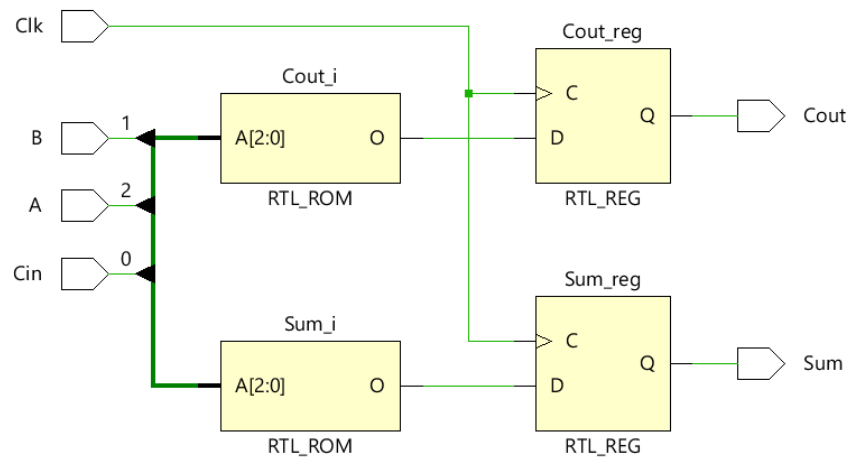 Clk
Cout_reg
Cout_i
C
B
1
A[2:0]
O
D
Q
Cout
RTL_ROM
RTL_REG
A
2
Cin
0
Sum_reg
Sum_i
C
A[2:0]
O
D
Q
Sum
RTL_ROM
RTL_REG